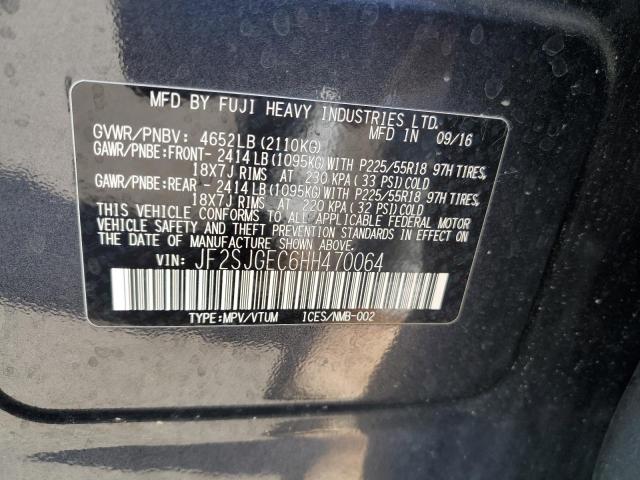 MFD BY FUJI HEAVY INDUSTRIES LTD.
MFD IN 09/16
GVWR/PNBV: 4652LB (2110KG)
GAWR/PNBE:FRONT- 2414LB (1095KG) WITH P225/55R18 97H TIRES,
18X7J RIMS AT 230 KPA (33 PSI) COLD
GAWR/PNBE:REAR - 2414LB (1095KG) WITH P225/55R18 97H TIRES,
18X7J RIMS AT 220 KPA (32 PSI) COLD
THIS VEHICLE CONFORMS TO ALL APPLICABLE FEDERAL MOTOR
VEHICLE SAFETY AND THEFT PREVENTION STANDARDS IN EFFECT ON
THE DATE OF MANUFACTURE SHOWN ABOVE.
VIN: JF2SJGEC6HH470064
TYPE:MPV/VTUM ICES/NMB-002